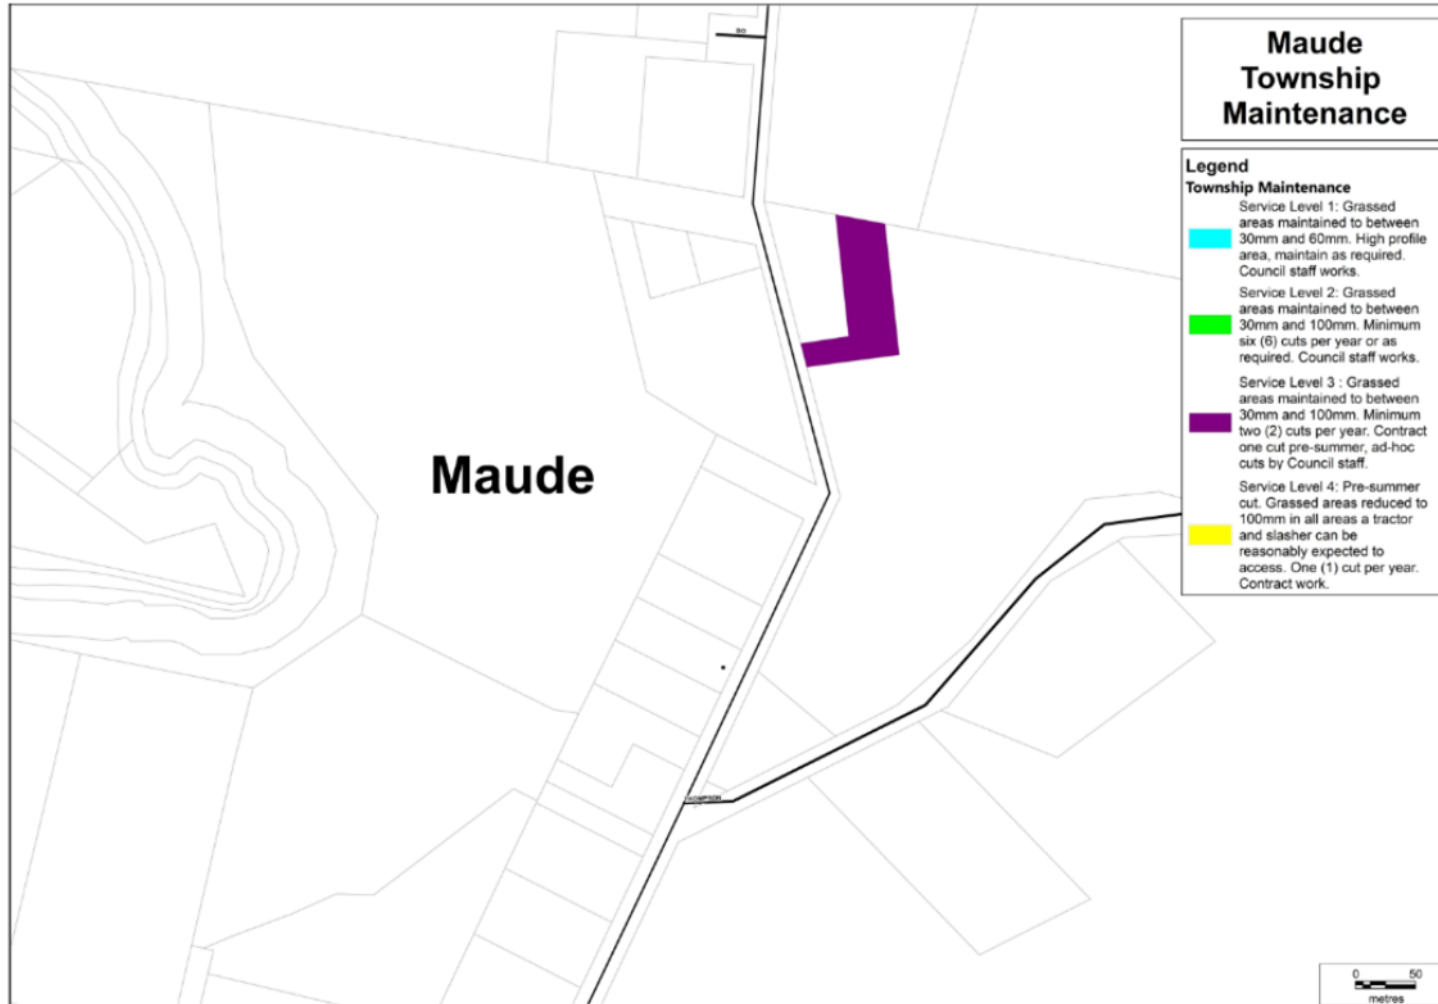 Maude
Township
Maintenance
Legend
Township Maintenance
Service Level 1: Grassed
areas maintained to between
30mm and 60mm. High profile
area, maintain as required.
Council staff works.
Service Level 2: Grassed
areas maintained to between
30mm and 100mm. Minimum
six (6) cuts per year or as
required. Council staff works.
Service Level 3 : Grassed
areas maintained to between
30mm and 100mm. Minimum
two (2) cuts per year. Contract
one cut pre-summer, ad-hoc
cuts by Council staff.
Service Level 4: Pre-summer
cut. Grassed areas reduced to
100mm in all areas a tractor
and slasher can be
reasonably expected to
access. One (1) cut per year.
Contract work.
Maude
0 50
metres